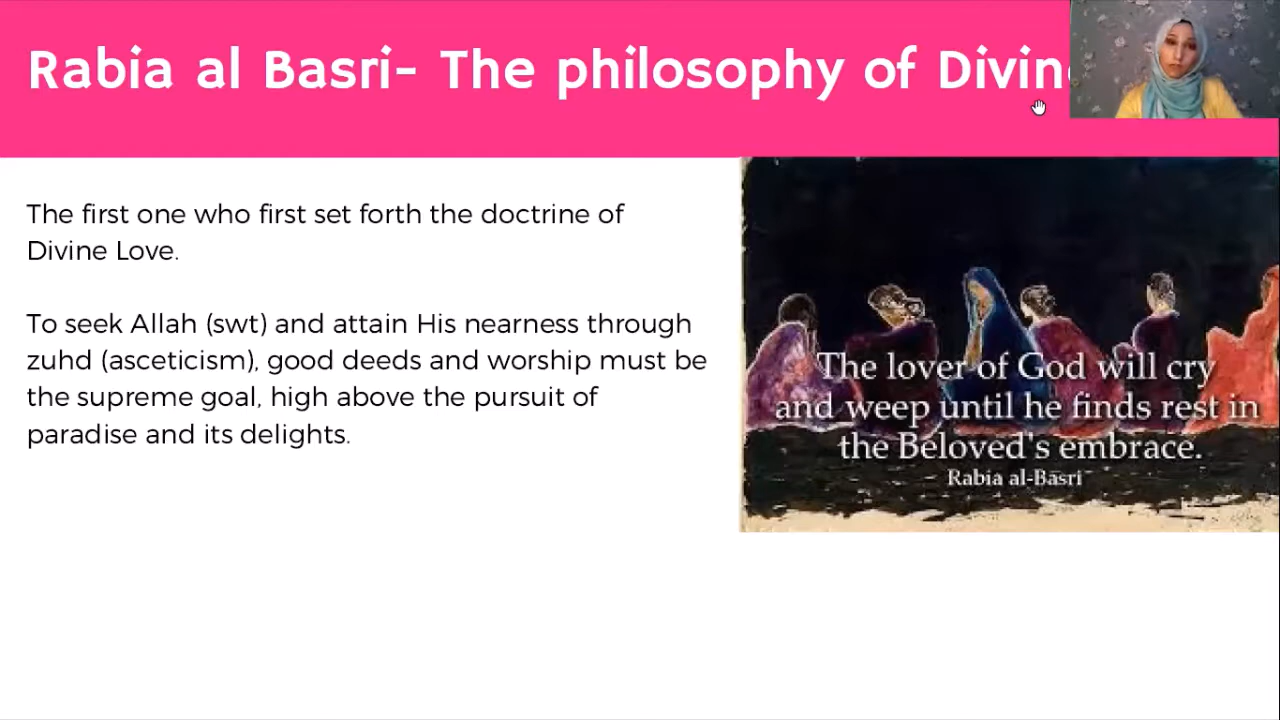 Rabia al Basri- The philosophy of
The first one who first set forth the doctrine of
Divine Love.
To seek Allah (swt) and attain His nearness through
zuhd (asceticism), good deeds and worship must be
the supreme goal, high above the pursuit of
paradise and its delights.
The lover of God will cry
and weep until he finds rest in
the Beloved's embrace.
Rabia al-Basri